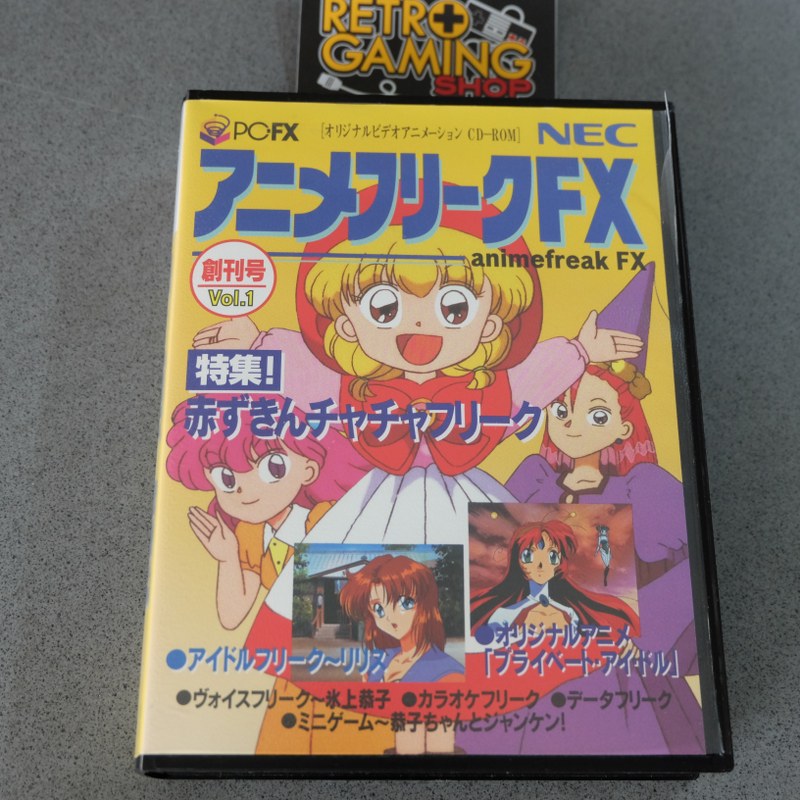 RETRO
GAMING
SHOP
PC-FX [オリジナルビデオアニメーション CD-ROM] NEC
アニメフリークFX
animefreak FX
創刊号
Vol.1
特集!
赤ずきんチャチャフリーク
●オリジナルアニメ
「プライベート・アイドル」
●アイドルフリーク〜リリス
●ヴォイスフリーク〜氷上恭子 ●カラオケフリーク ●データフリーク
●ミニゲーム〜恭子ちゃんとジャンケン!